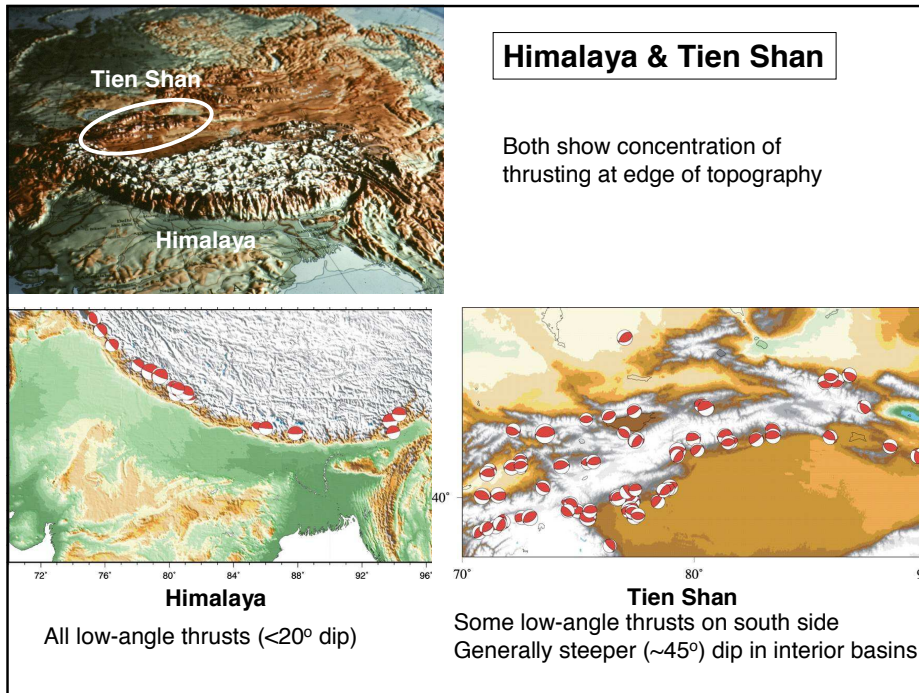 Himalaya & Tien Shan
Tien Shan
Himalaya
Both show concentration of
thrusting at edge of topography
72°
76°
80°
84°
88°
92°
96°
Himalaya
All low-angle thrusts (<20° dip)
40°
70°
80°
9
Tien Shan
Some low-angle thrusts on south side
Generally steeper (~45°) dip in interior basins